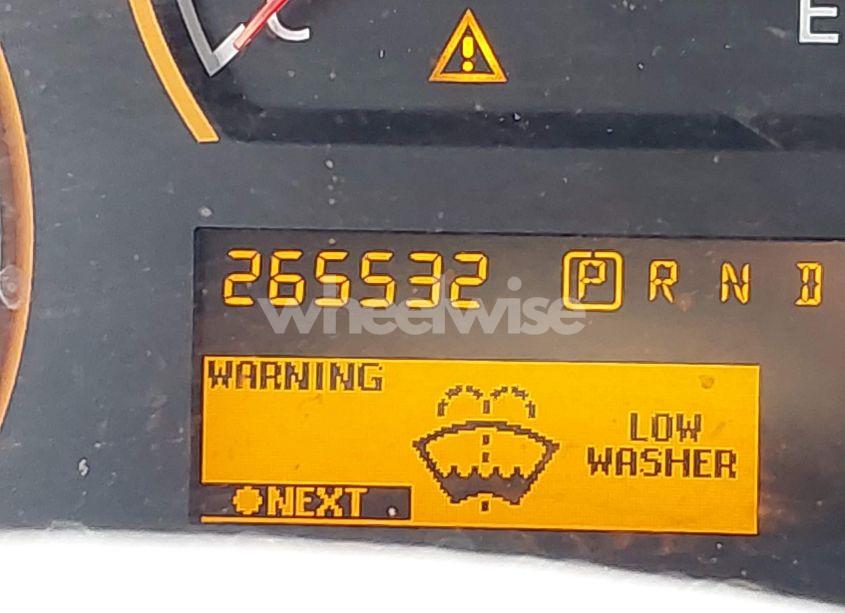 C
E
265532 P R N D
wheelwise
WARNING
LOW
WASHER
NEXT